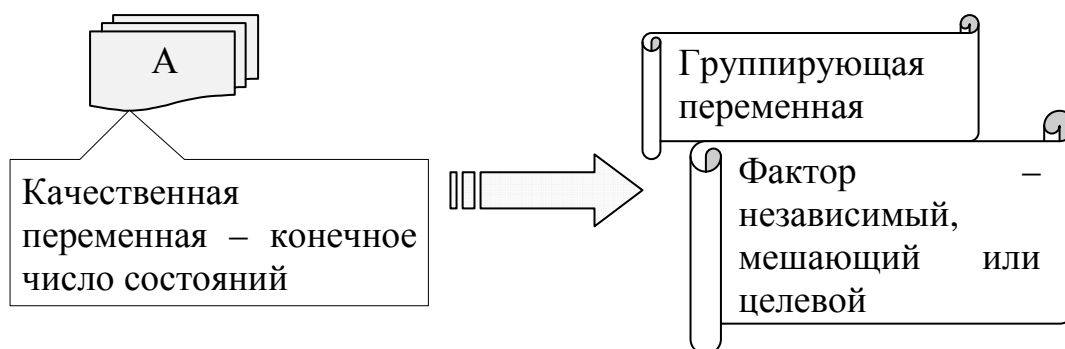 А
Качественная
переменная – конечное
число состояний
Группирующая
переменная
Фактор –
независимый,
мешающий или
целевой